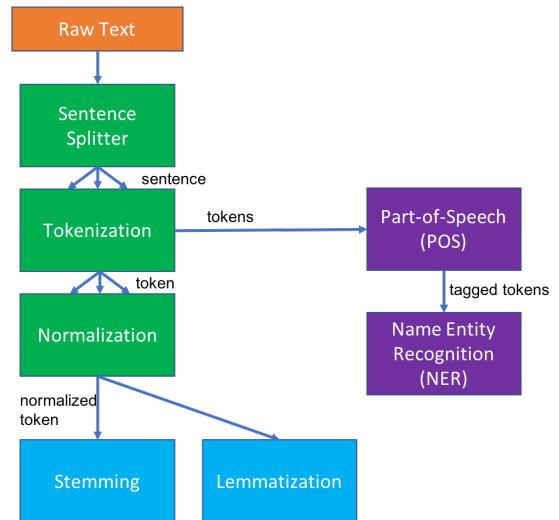 Raw Text
Sentence
Splitter
sentence
Tokenization
tokens
Part-of-Speech
(POS)
token
tagged tokens
Normalization
Name Entity
Recognition
(NER)
normalized
token
Stemming
Lemmatization